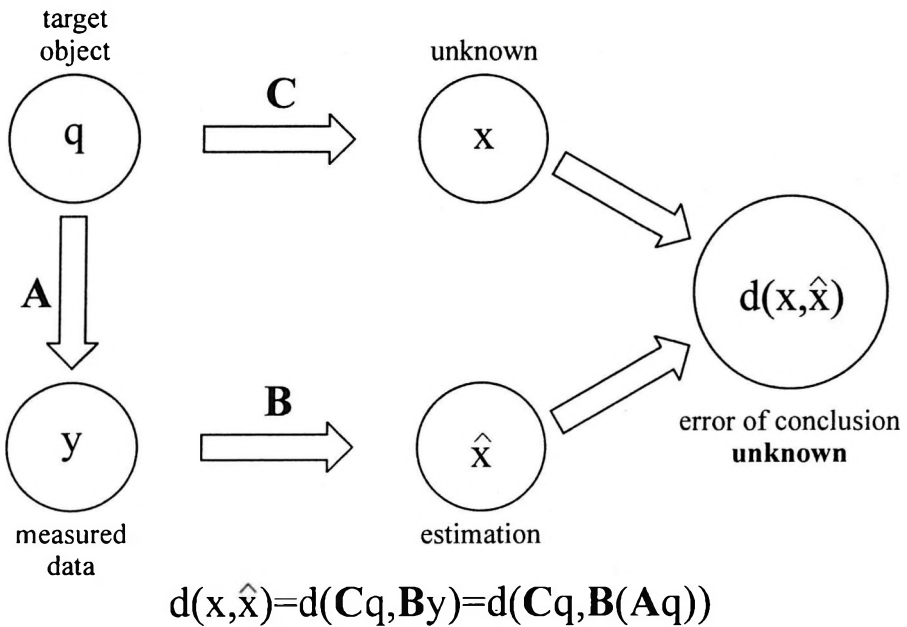 target
object
unknown
q
C
x
A
d(x,x̂)
y
B
x̂
error of conclusion
unknown
measured
data
estimation
d(x,x̂)=d(Cq,By)=d(Cq,B(Aq))